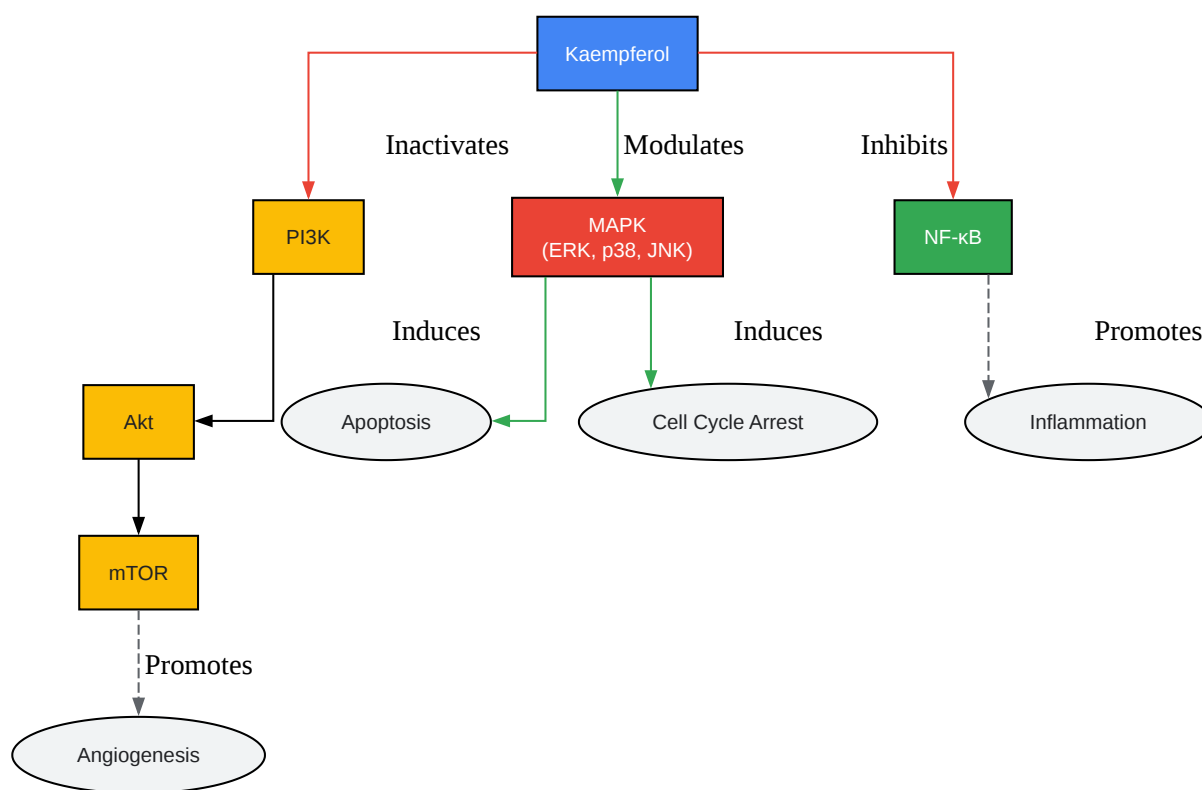 Kaempferol
Inactivates
Modulates
Inhibits
PI3K
MAPK
(ERK, p38, JNK)
NF-κB
Induces
Induces
Promotes
Akt
Apoptosis
Cell Cycle Arrest
Inflammation
mTOR
Promotes
Angiogenesis